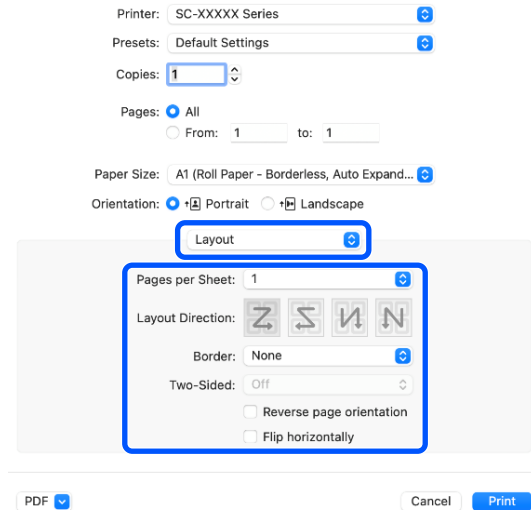 Printer: SC-XXXXX Series
Presets: Default Settings
Copies: 1
Pages: All
From: 1 to: 1
Paper Size: A1 (Roll Paper - Borderless, Auto Expand...
Orientation: Portrait Landscape
Layout
Pages per Sheet: 1
Layout Direction:
Border: None
Two-Sided: Off
Reverse page orientation
Flip horizontally
PDF Cancel Print